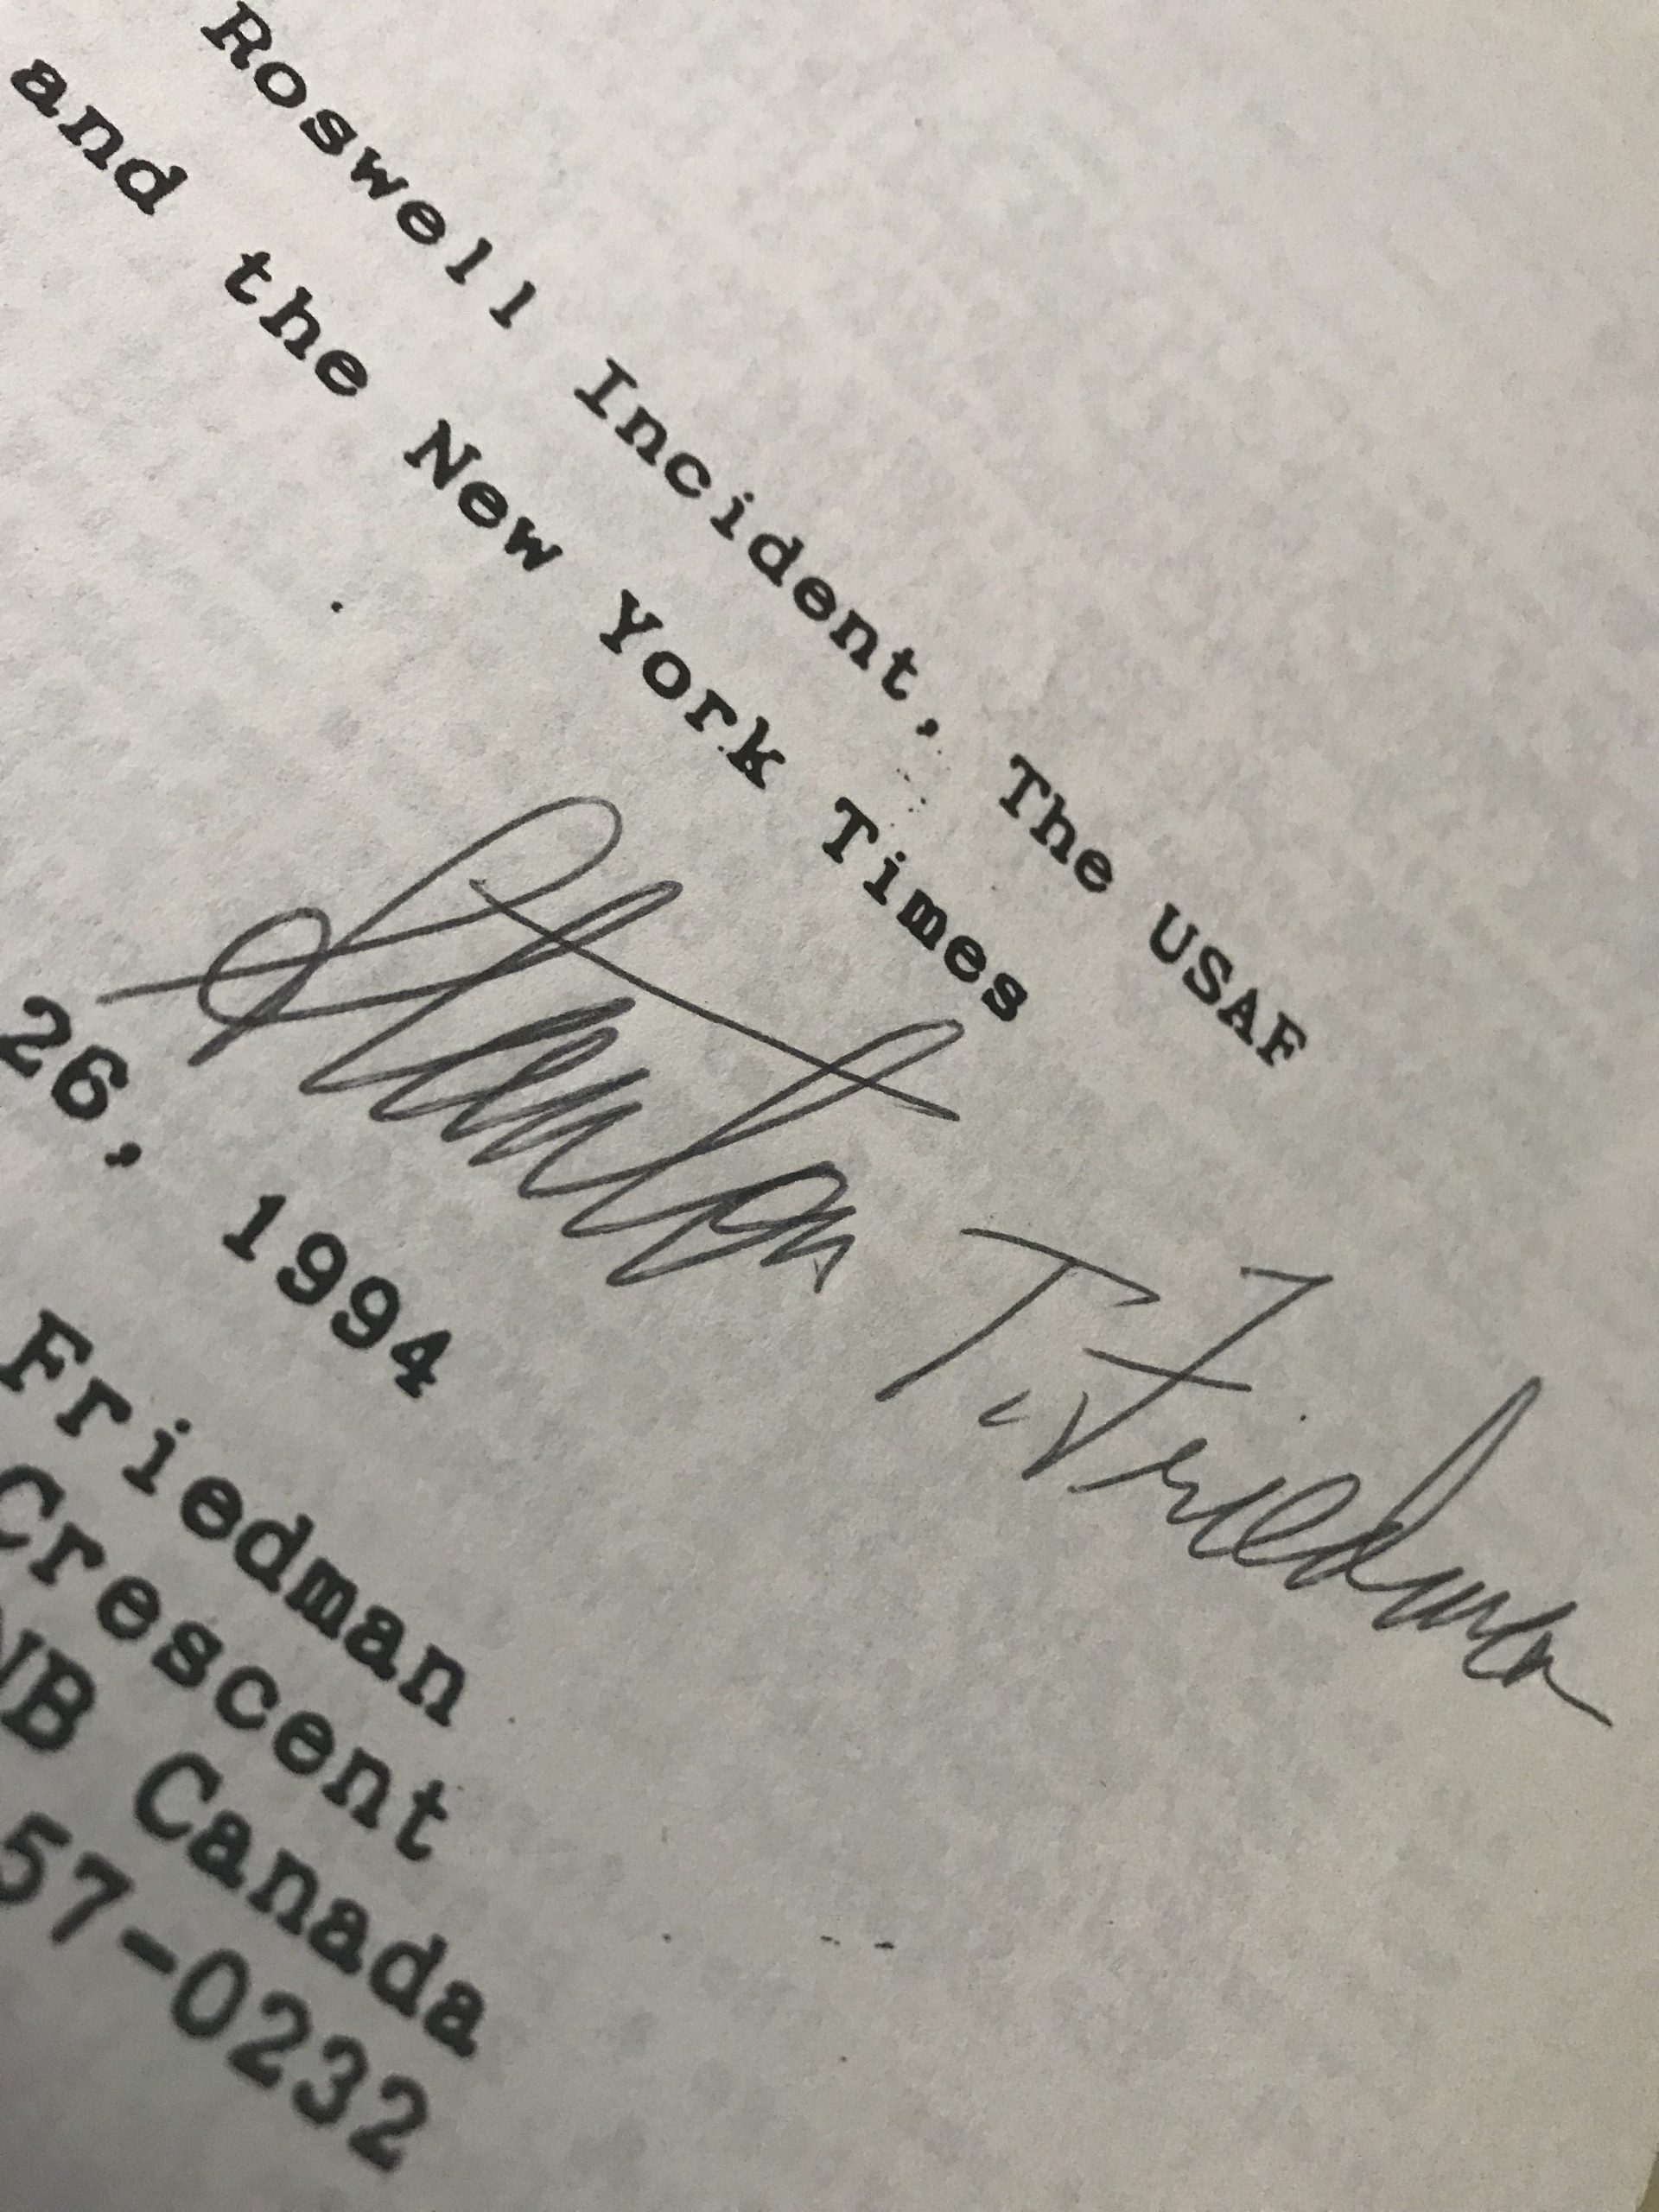 Roswell Incident, The USAF
and the New York Times
Stanton T. Friedman
26, 1994
Friedman
Crescent
NB Canada
57-0232